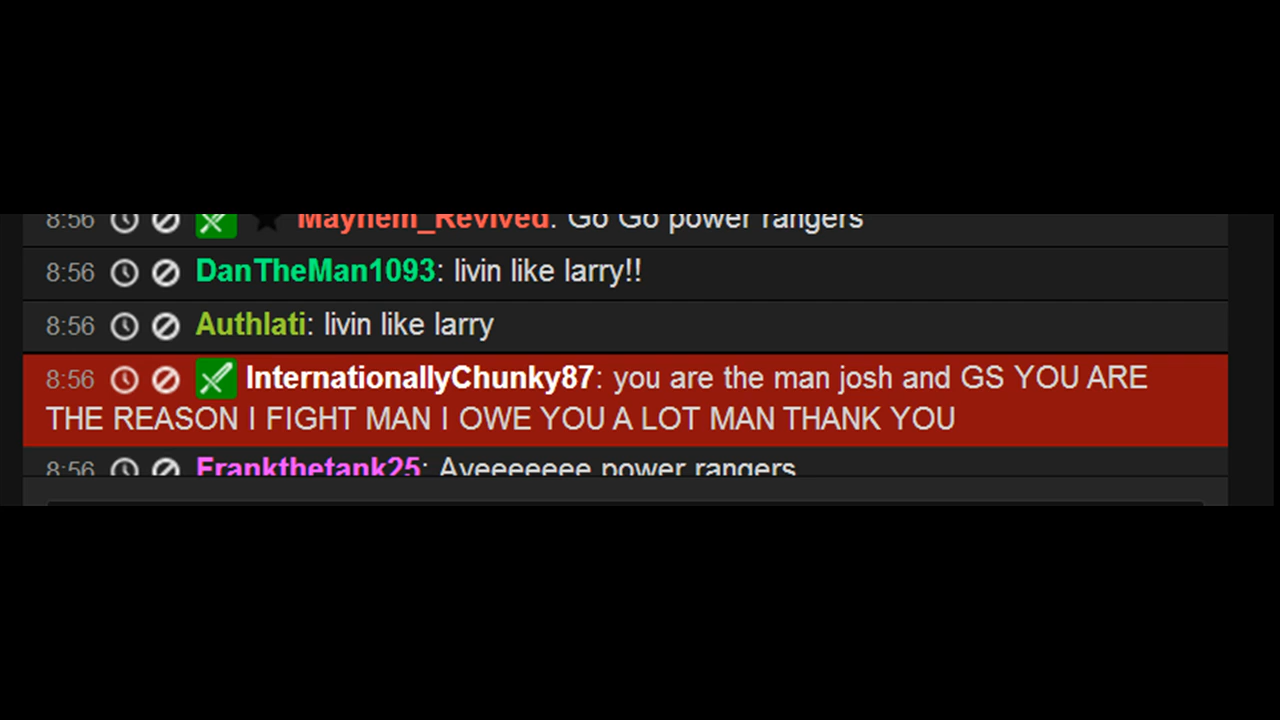 8:56 Mayhem_Revived: Go Go power rangers
8:56 DanTheMan1093: livin like larry!!
8:56 Authlati: livin like larry
8:56 InternationallyChunky87: you are the man josh and GS YOU ARE
THE REASON I FIGHT MAN I OWE YOU A LOT MAN THANK YOU
8:56 Frankthetank25: Ayeeeeeee power rangers